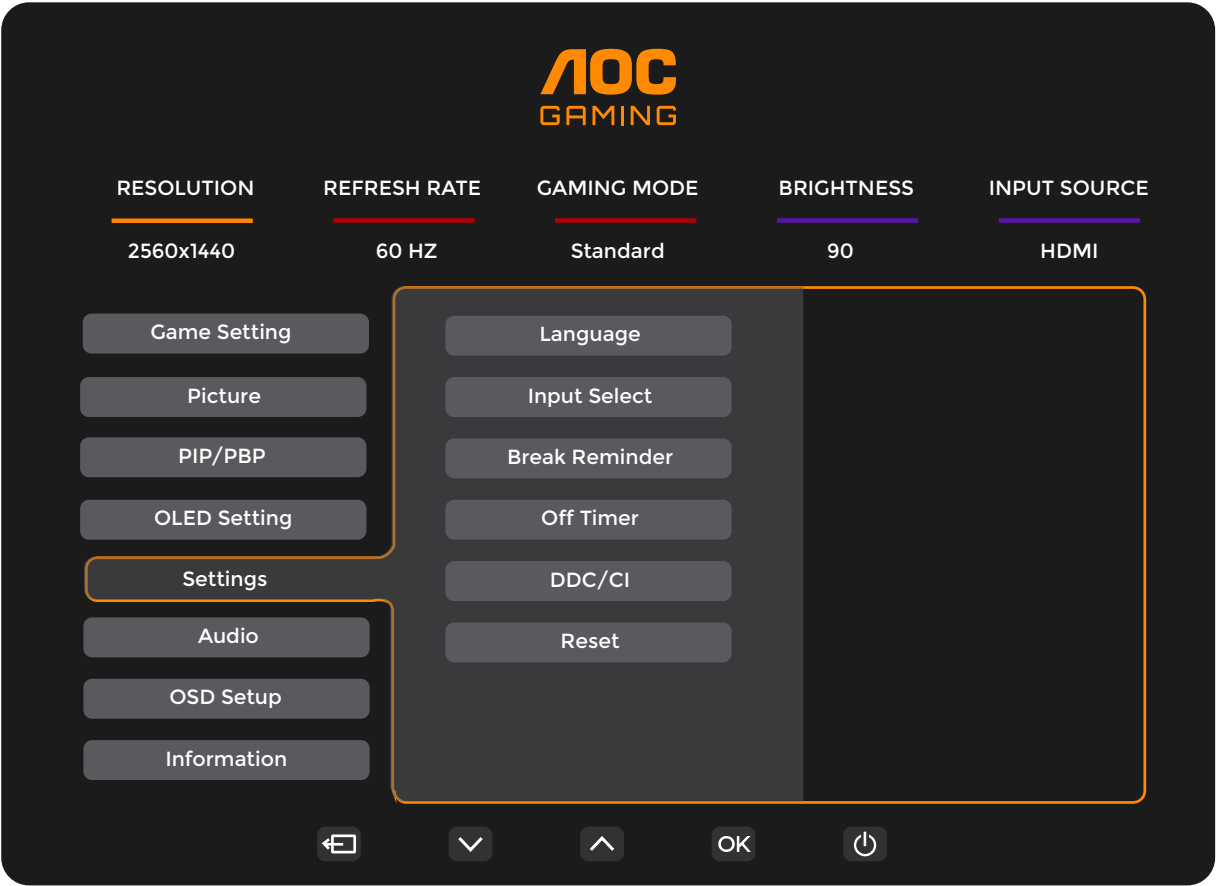 AOC
GAMING
RESOLUTION REFRESH RATE GAMING MODE BRIGHTNESS INPUT SOURCE
2560x1440 60 HZ Standard 90 HDMI
Game Setting
Picture
PIP/PBP
OLED Setting
Settings
Audio
OSD Setup
Information
Language
Input Select
Break Reminder
Off Timer
DDC/CI
Reset
OK